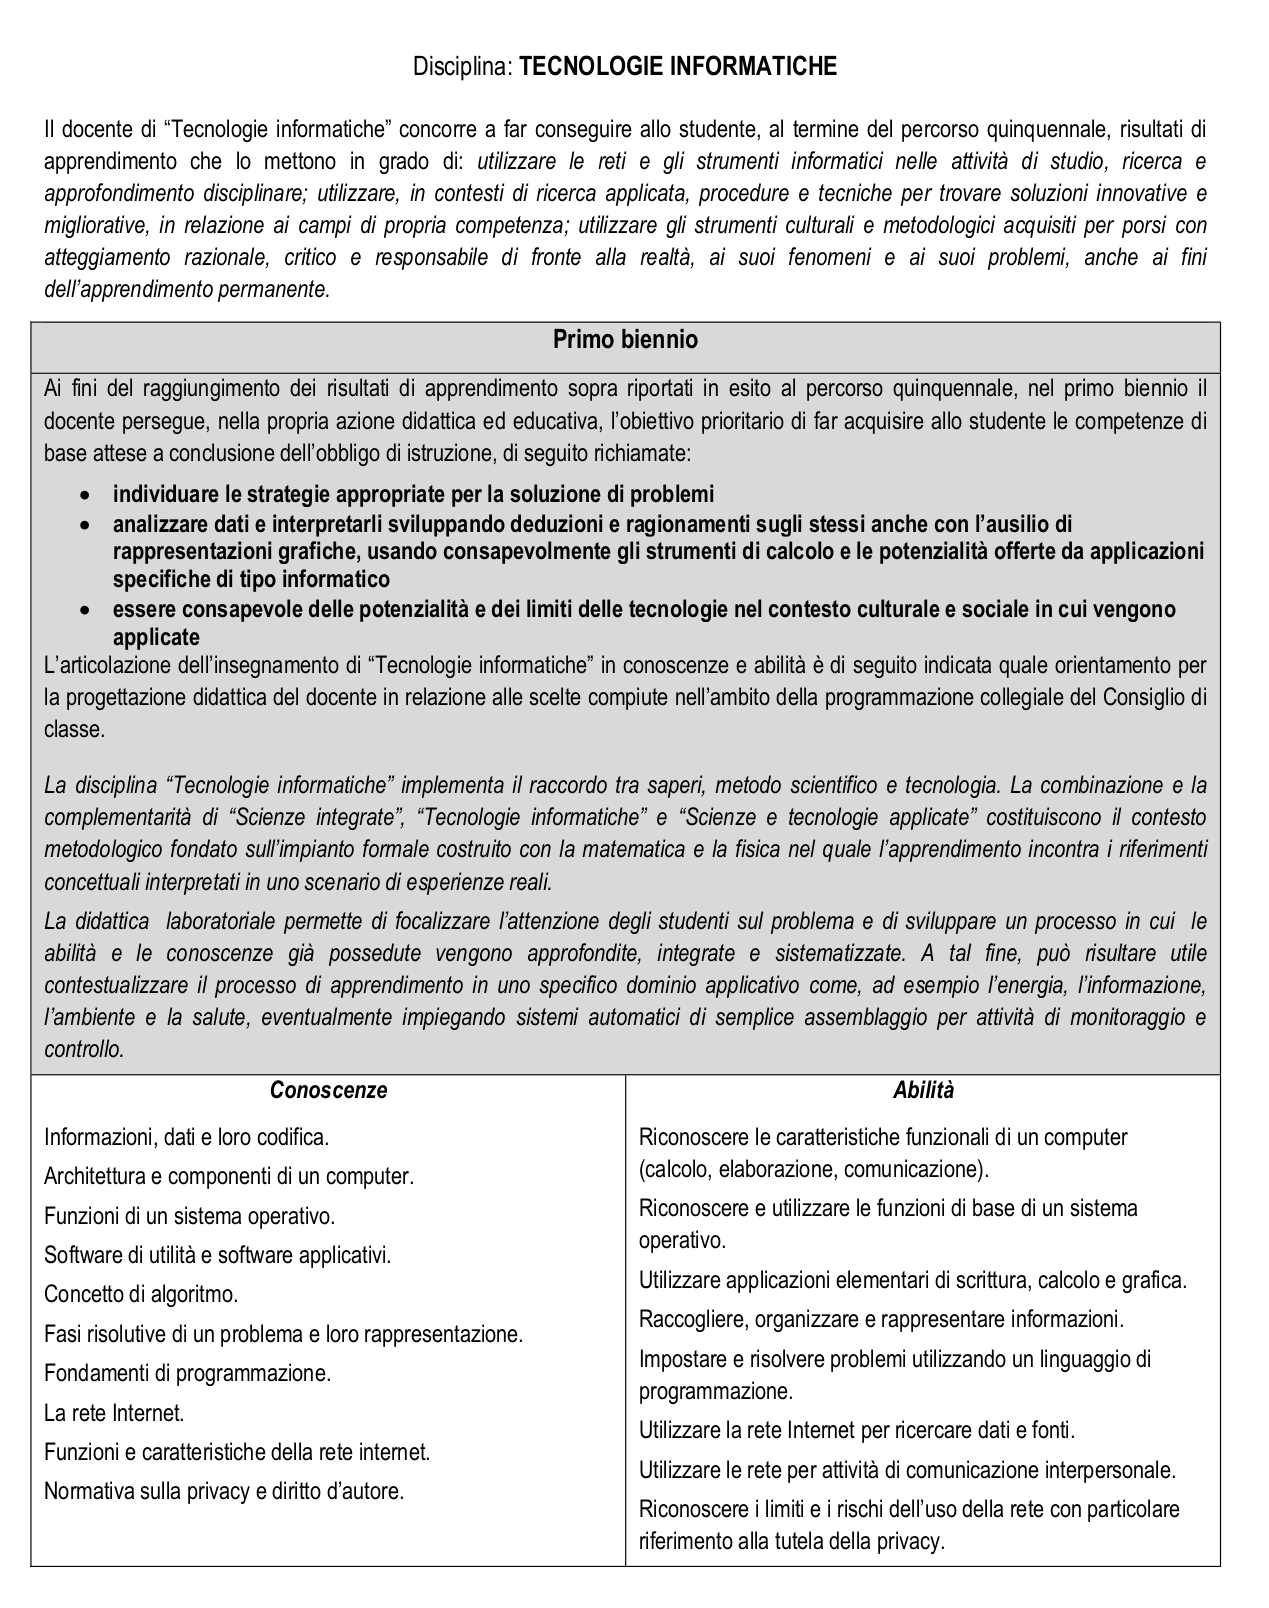 Disciplina: TECNOLOGIE INFORMATICHE
Il docente di “Tecnologie informatiche” concorre a far conseguire allo studente, al termine del percorso quinquennale, risultati di
apprendimento che lo mettono in grado di: utilizzare le reti e gli strumenti informatici nelle attività di studio, ricerca e
approfondimento disciplinare; utilizzare, in contesti di ricerca applicata, procedure e tecniche per trovare soluzioni innovative e
migliorative, in relazione ai campi di propria competenza; utilizzare gli strumenti culturali e metodologici acquisiti per porsi con
atteggiamento razionale, critico e responsabile di fronte alla realtà, ai suoi fenomeni e ai suoi problemi, anche ai fini
dell’apprendimento permanente.
Primo biennio
Ai fini del raggiungimento dei risultati di apprendimento sopra riportati in esito al percorso quinquennale, nel primo biennio il
docente persegue, nella propria azione didattica ed educativa, l’obiettivo prioritario di far acquisire allo studente le competenze di
base attese a conclusione dell’obbligo di istruzione, di seguito richiamate:
• individuare le strategie appropriate per la soluzione di problemi
• analizzare dati e interpretarli sviluppando deduzioni e ragionamenti sugli stessi anche con l’ausilio di
rappresentazioni grafiche, usando consapevolmente gli strumenti di calcolo e le potenzialità offerte da applicazioni
specifiche di tipo informatico
• essere consapevole delle potenzialità e dei limiti delle tecnologie nel contesto culturale e sociale in cui vengono
applicate
L’articolazione dell’insegnamento di “Tecnologie informatiche” in conoscenze e abilità è di seguito indicata quale orientamento per
la progettazione didattica del docente in relazione alle scelte compiute nell’ambito della programmazione collegiale del Consiglio di
classe.
La disciplina “Tecnologie informatiche” implementa il raccordo tra saperi, metodo scientifico e tecnologia. La combinazione e la
complementarità di “Scienze integrate”, “Tecnologie informatiche” e “Scienze e tecnologie applicate” costituiscono il contesto
metodologico fondato sull’impianto formale costruito con la matematica e la fisica nel quale l’apprendimento incontra i riferimenti
concettuali interpretati in uno scenario di esperienze reali.
La didattica laboratoriale permette di focalizzare l’attenzione degli studenti sul problema e di sviluppare un processo in cui le
abilità e le conoscenze già possedute vengono approfondite, integrate e sistematizzate. A tal fine, può risultare utile
contestualizzare il processo di apprendimento in uno specifico dominio applicativo come, ad esempio l’energia, l’informazione,
l’ambiente e la salute, eventualmente impiegando sistemi automatici di semplice assemblaggio per attività di monitoraggio e
controllo.
Conoscenze
Informazioni, dati e loro codifica.
Architettura e componenti di un computer.
Funzioni di un sistema operativo.
Software di utilità e software applicativi.
Concetto di algoritmo.
Fasi risolutive di un problema e loro rappresentazione.
Fondamenti di programmazione.
La rete Internet.
Funzioni e caratteristiche della rete internet.
Normativa sulla privacy e diritto d’autore.
Abilità
Riconoscere le caratteristiche funzionali di un computer
(calcolo, elaborazione, comunicazione).
Riconoscere e utilizzare le funzioni di base di un sistema
operativo.
Utilizzare applicazioni elementari di scrittura, calcolo e grafica.
Raccogliere, organizzare e rappresentare informazioni.
Impostare e risolvere problemi utilizzando un linguaggio di
programmazione.
Utilizzare la rete Internet per ricercare dati e fonti.
Utilizzare le rete per attività di comunicazione interpersonale.
Riconoscere i limiti e i rischi dell’uso della rete con particolare
riferimento alla tutela della privacy.